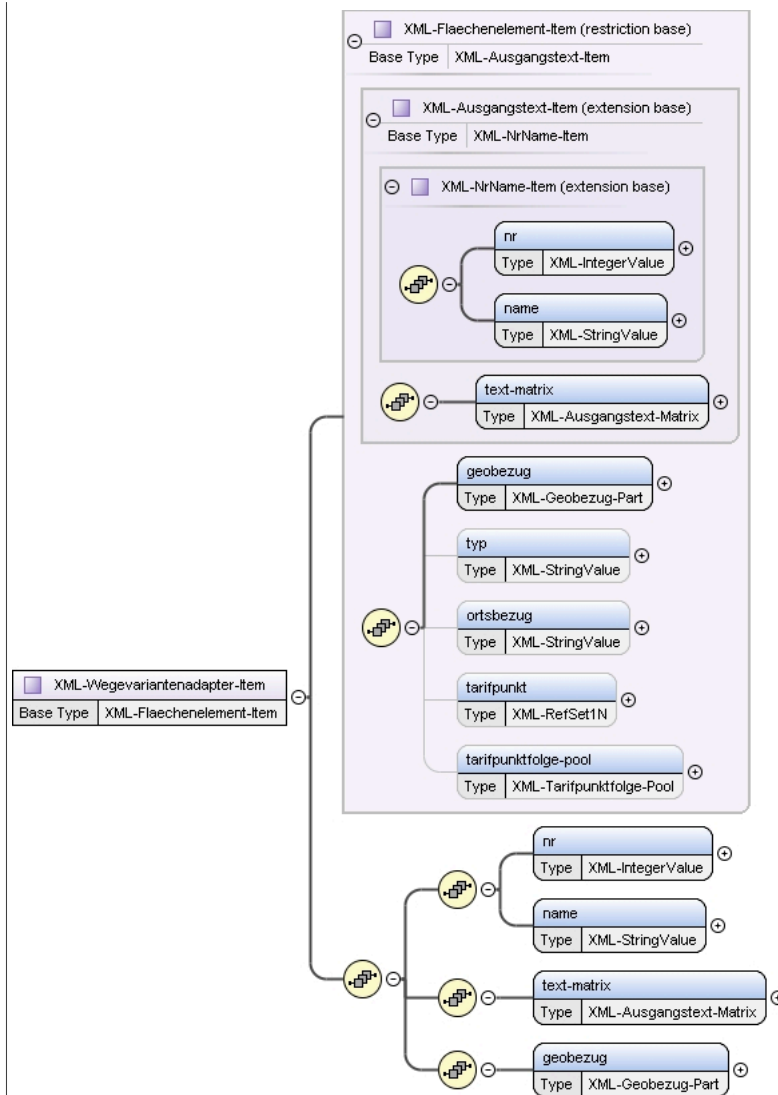 XML-Flaechenelement-Item (restriction base)
Base Type XML-Ausgangstext-Item
XML-Ausgangstext-Item (extension base)
Base Type XML-NrName-Item
XML-NrName-Item (extension base)
nr
Type XML-IntegerValue
name
Type XML-StringValue
text-matrix
Type XML-Ausgangstext-Matrix
geobezug
Type XML-Geobezug-Part
typ
Type XML-StringValue
ortsbezug
Type XML-StringValue
tarifpunkt
Type XML-RefSet1N
tarifpunktfolge-pool
Type XML-Tarifpunktfolge-Pool
XML-Wegevariantenadapter-Item
Base Type XML-Flaechenelement-Item
nr
Type XML-IntegerValue
name
Type XML-StringValue
text-matrix
Type XML-Ausgangstext-Matrix
geobezug
Type XML-Geobezug-Part